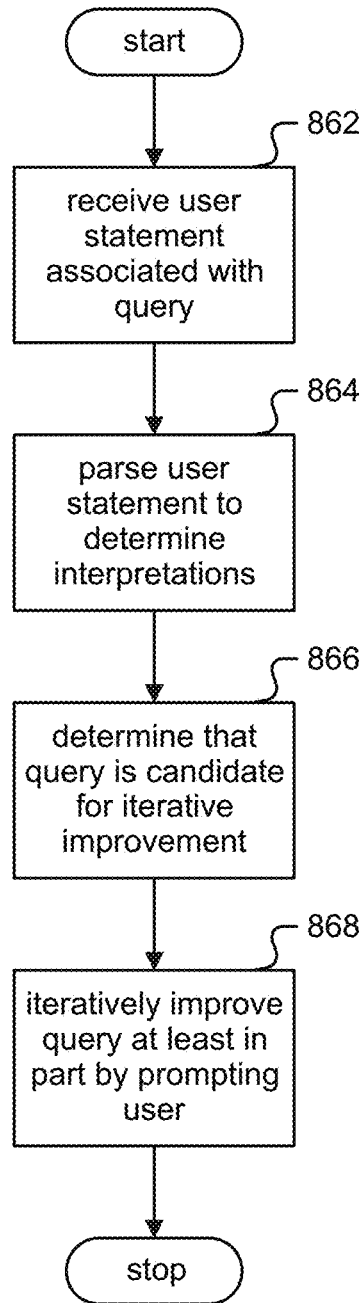 start
862
receive user
statement
associated with
query
864
parse user
statement to
determine
interpretations
866
determine that
query is candidate
for iterative
improvement
868
iteratively improve
query at least in
part by prompting
user
stop